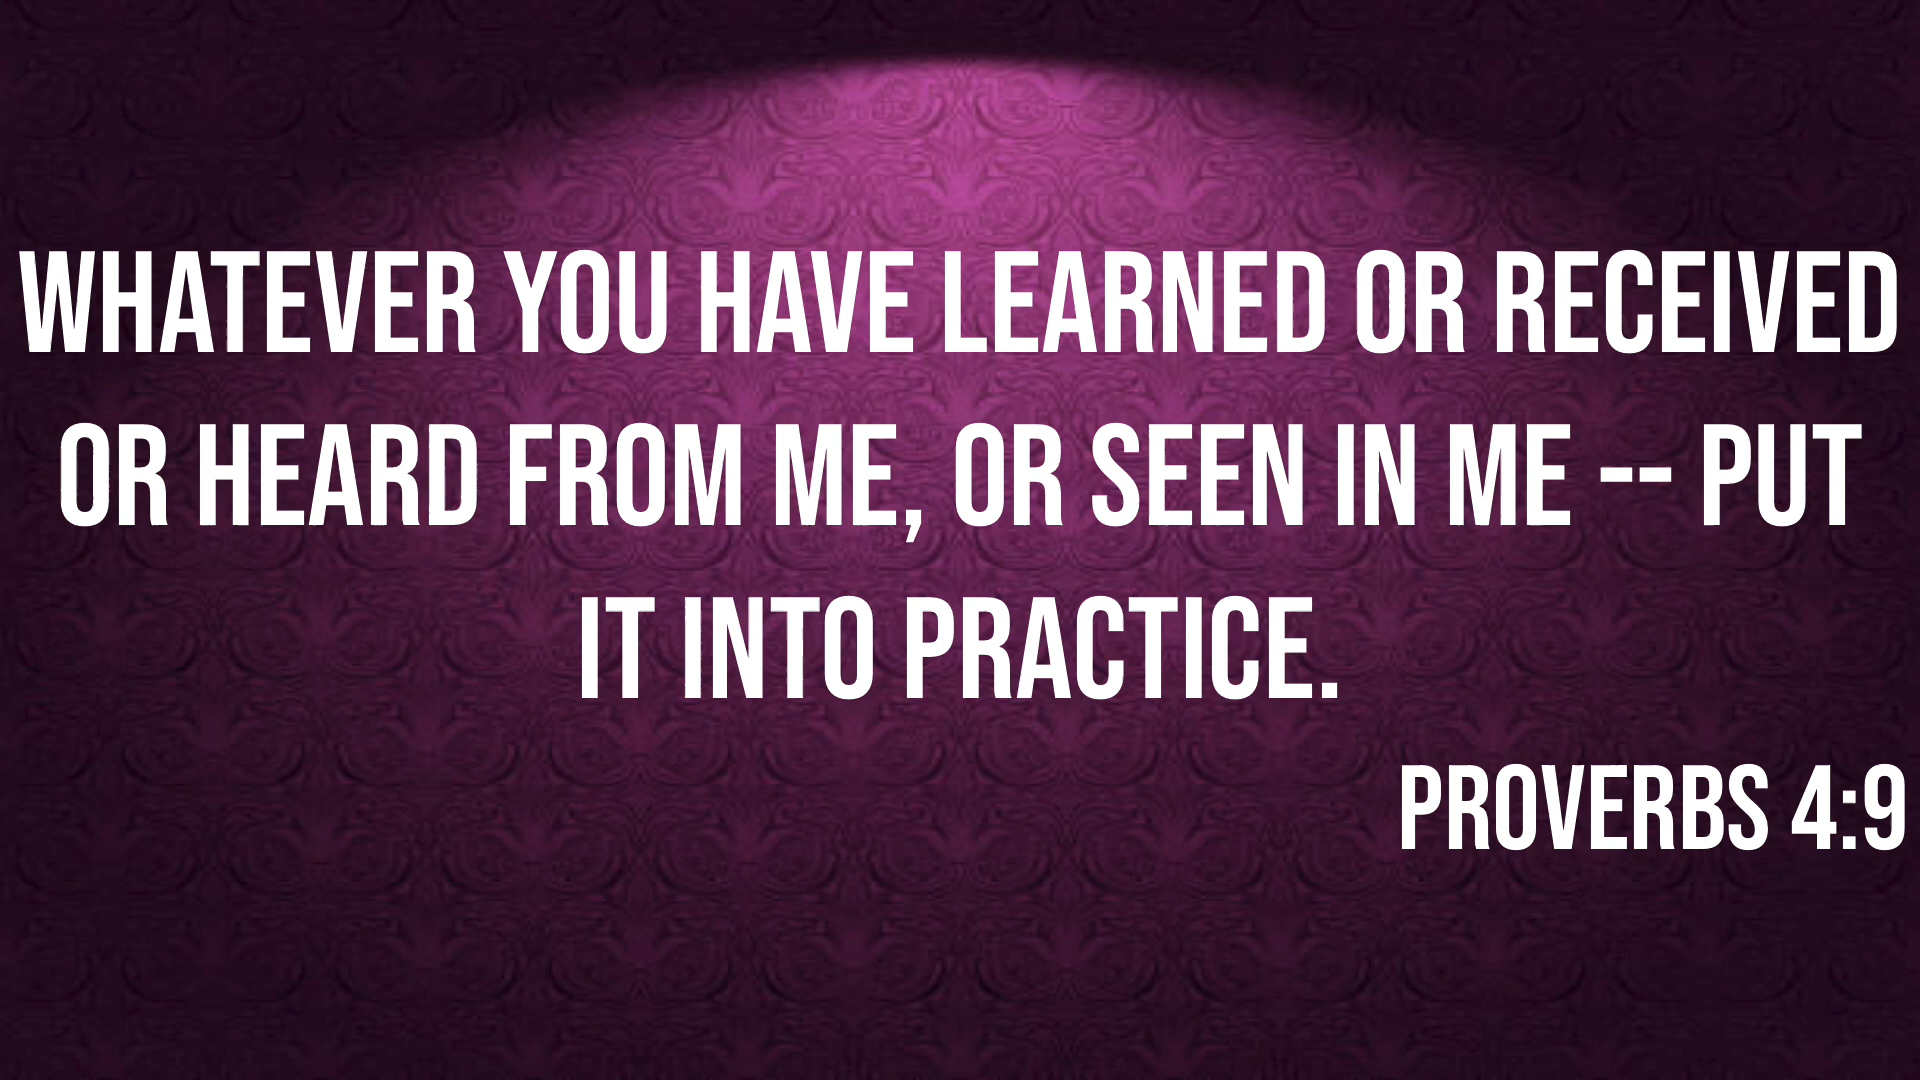 WHATEVER YOU HAVE LEARNED OR RECEIVED
OR HEARD FROM ME, OR SEEN IN ME -- PUT
IT INTO PRACTICE.
PROVERBS 4:9